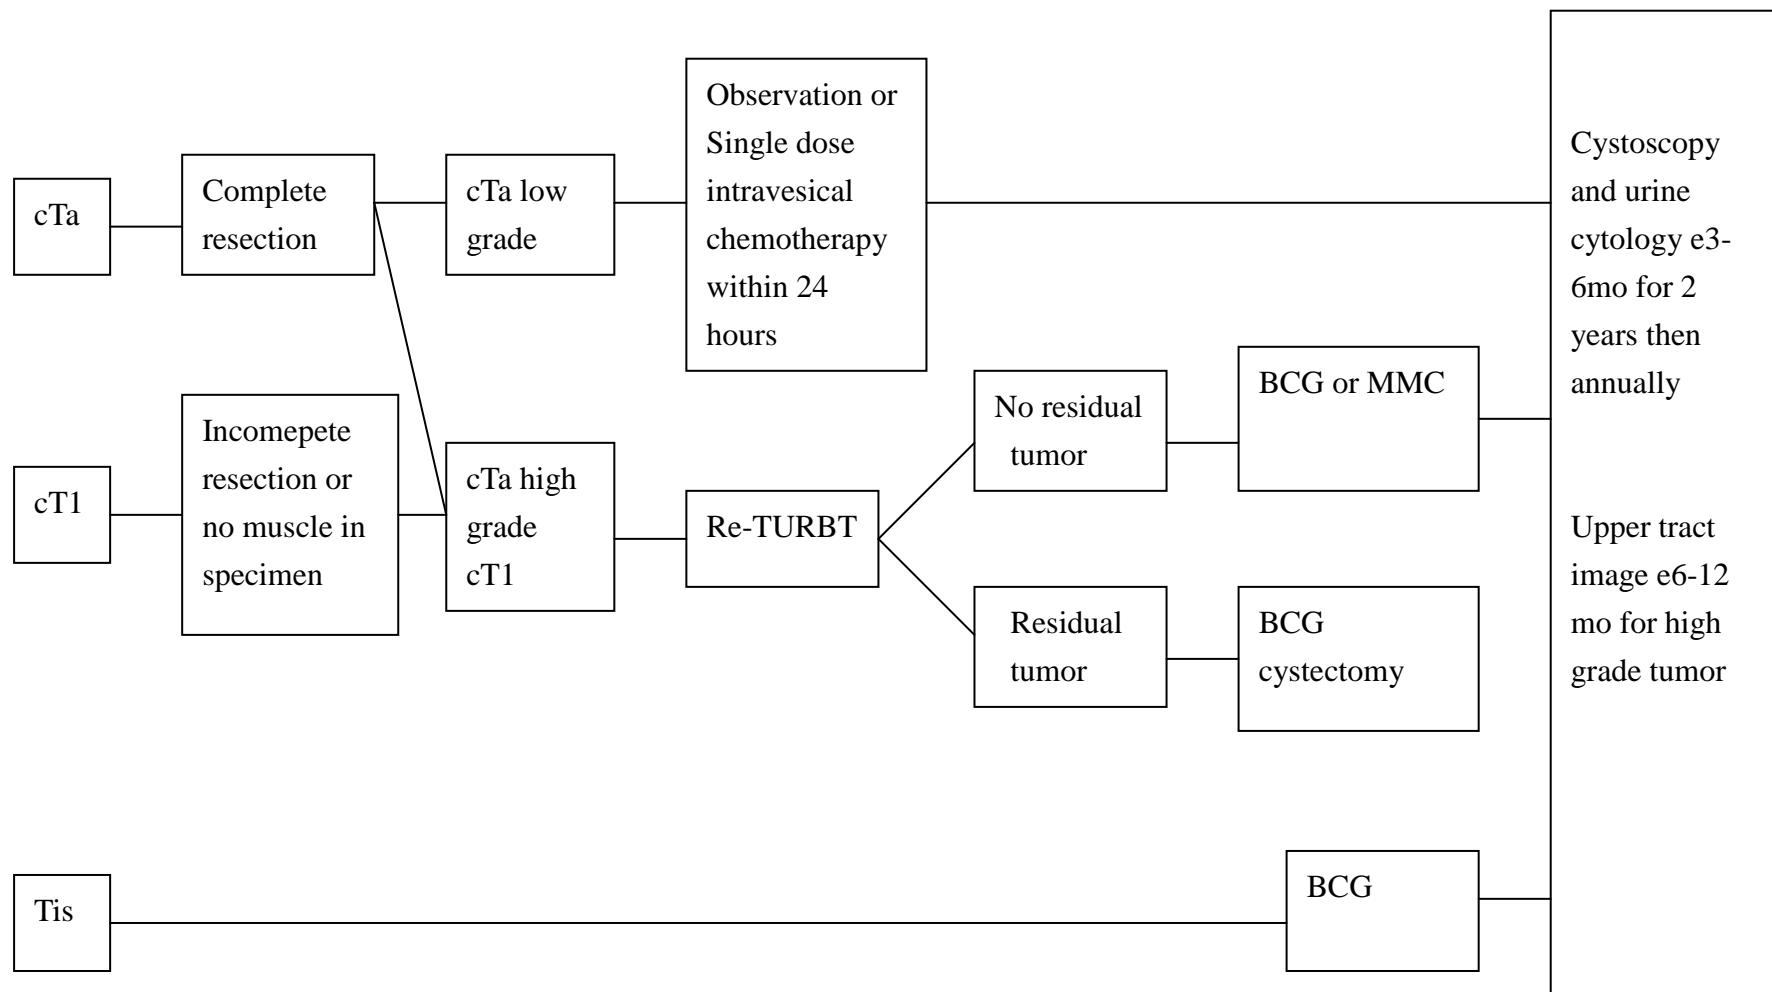 cTa
Complete
resection
cTa low
grade
Observation or
Single dose
intravesical
chemotherapy
within 24
hours
cT1
Incomepete
resection or
no muscle in
specimen
cTa high
grade
cT1
Re-TURBT
No residual
tumor
BCG or MMC
Residual
tumor
BCG
cystectomy
Tis
BCG
Cystoscopy
and urine
cytology e3-
6mo for 2
years then
annually
Upper tract
image e6-12
mo for high
grade tumor